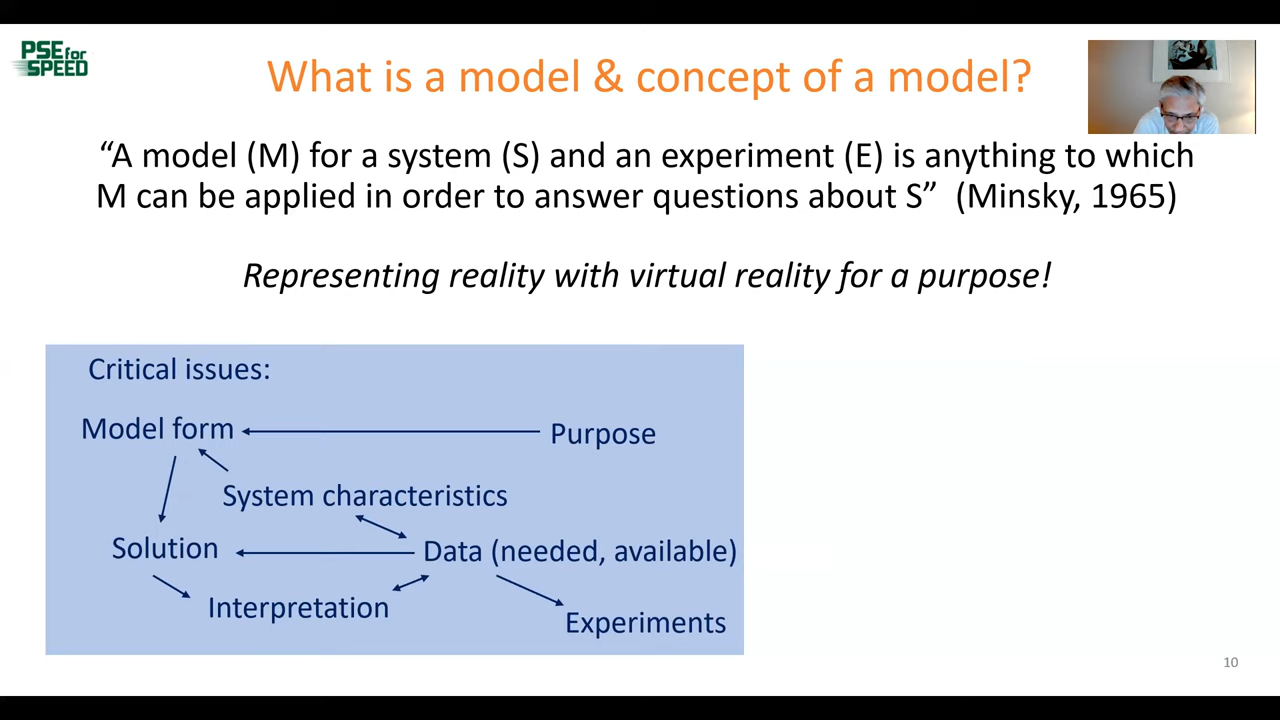 PSE for
SPEED
What is a model & concept of a model?
“A model (M) for a system (S) and an experiment (E) is anything to which
M can be applied in order to answer questions about S” (Minsky, 1965)
Representing reality with virtual reality for a purpose!
Critical issues:
Model form
Purpose
System characteristics
Solution
Data (needed, available)
Interpretation
Experiments
10